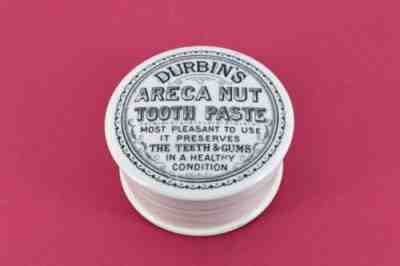 DURBIN'S
ARECA NUT
TOOTH PASTE
MOST PLEASANT TO USE
IT PRESERVES
THE TEETH & GUMS
IN A HEALTHY
CONDITION